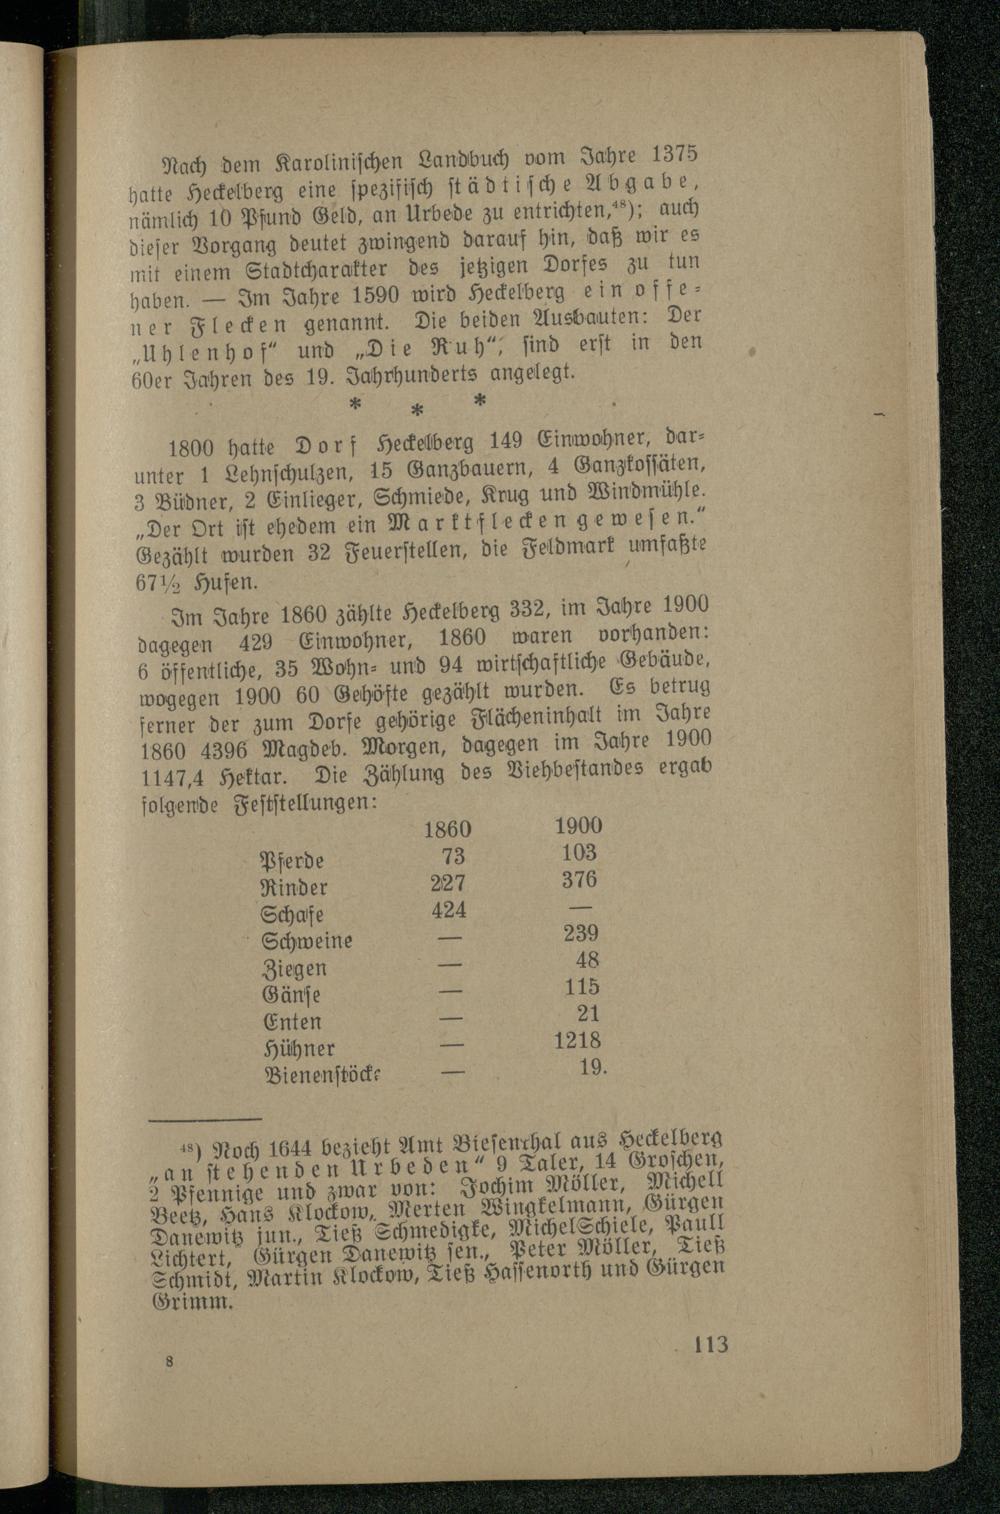 Nach dem Karolinischen Landbuch vom Jahre 1375
hatte Heckelberg eine spezifisch städtische Abgabe,
nämlich 10 Pfund Geld, an Urbede zu entrichten,⁴⁸); auch
dieser Vorgang deutet zwingend darauf hin, daß wir es
mit einem Stadtcharakter des jetzigen Dorfes zu tun
haben. — Im Jahre 1590 wird Heckelberg ein offe-
ner Flecken genannt. Die beiden Ausbauten: Der
„Uhlenhof“ und „Die Ruh“, sind erst in den
60er Jahren des 19. Jahrhunderts angelegt.
* * *
1800 hatte Dorf Heckelberg 149 Einwohner, dar-
unter 1 Lehnschulzen, 15 Ganzbauern, 4 Ganzkossäten,
3 Büdner, 2 Einlieger, Schmiede, Krug und Windmühle.
„Der Ort ist ehedem ein Marktflecken gewesen.“
Gezählt wurden 32 Feuerstellen, die Feldmark umfaßte
67½ Hufen.
Im Jahre 1860 zählte Heckelberg 332, im Jahre 1900
dagegen 429 Einwohner, 1860 waren vorhanden:
6 öffentliche, 35 Wohn- und 94 wirtschaftliche Gebäude,
wogegen 1900 60 Gehöfte gezählt wurden. Es betrug
ferner der zum Dorfe gehörige Flächeninhalt im Jahre
1860 4396 Magdeb. Morgen, dagegen im Jahre 1900
1147,4 Hektar. Die Zählung des Viehbestandes ergab
folgende Feststellungen:
1860 1900
Pferde 73 103
Rinder 227 376
Schafe 424 —
Schweine — 239
Ziegen — 48
Gänse — 115
Enten — 21
Hühner — 1218
Bienenstöcke — 19.
⁴⁸) Noch 1644 bezieht Amt Biesenthal aus Heckelberg
„an stehenden Urbeden“ 9 Taler, 14 Groschen,
2 Pfennige und zwar von: Jochim Möller, Michell
Beetz, Hans Klockow, Merten Wingkelmann, Gürgen
Danewitz jun., Tieß Schmedigke, Michel Schiele, Paull
Lichtert, Gürgen Danewitz sen., Peter Möller, Tieß
Schmidt, Martin Klockow, Tieß Hassenorth und Gürgen
Grimm.
113
8